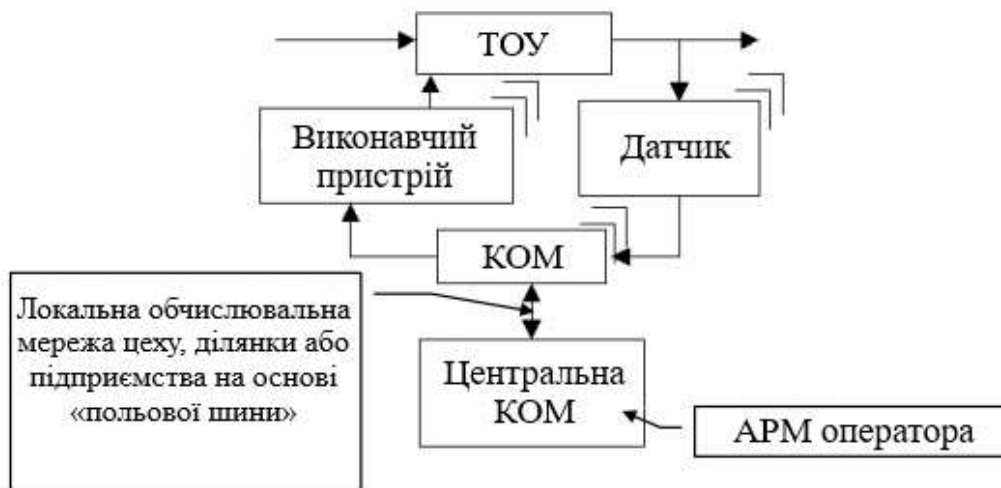 ТОУ
Виконавчий
пристрій
Датчик
КОМ
Локальна обчислювальна
мережа цеху, ділянки або
підприємства на основі
«польової шини»
Центральна
КОМ
АРМ оператора